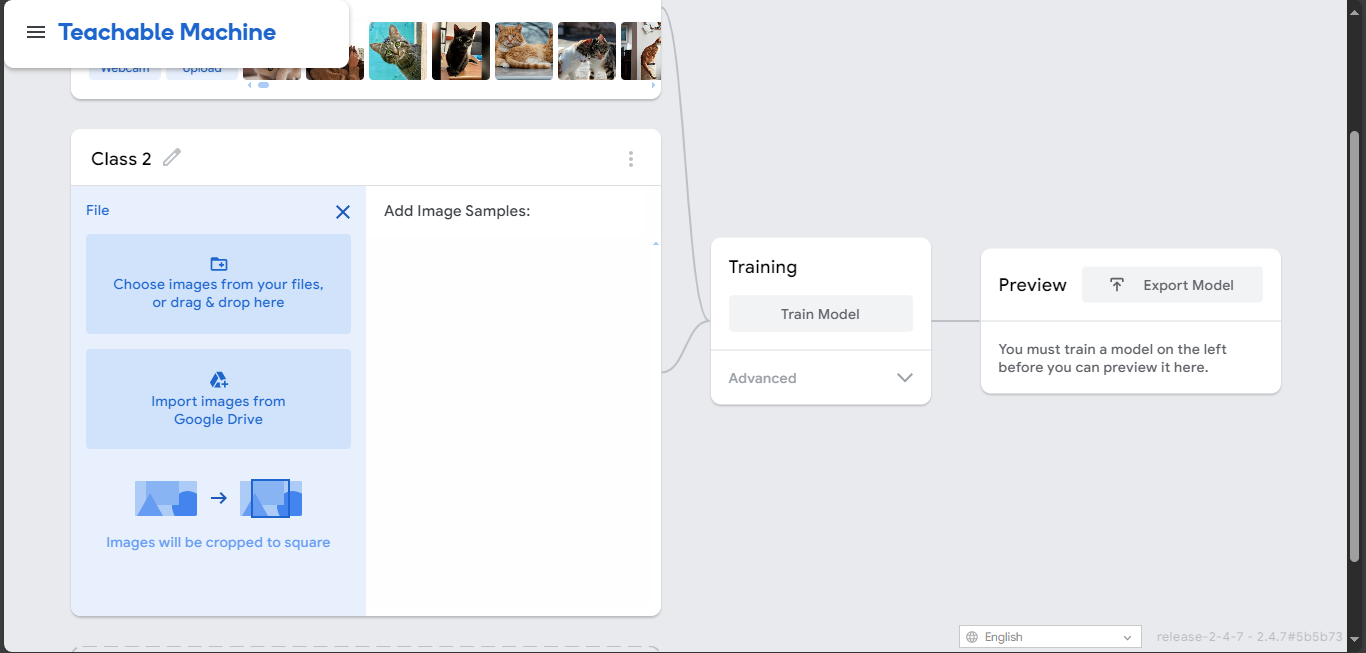 Teachable Machine
Webcam
Upload
Class 2
File
Add Image Samples:
Choose images from your files,
or drag & drop here
Import images from
Google Drive
Images will be cropped to square
Training
Train Model
Advanced
Preview
Export Model
You must train a model on the left
before you can preview it here.
English
release-2-4-7 - 2.4.7#5b5b73